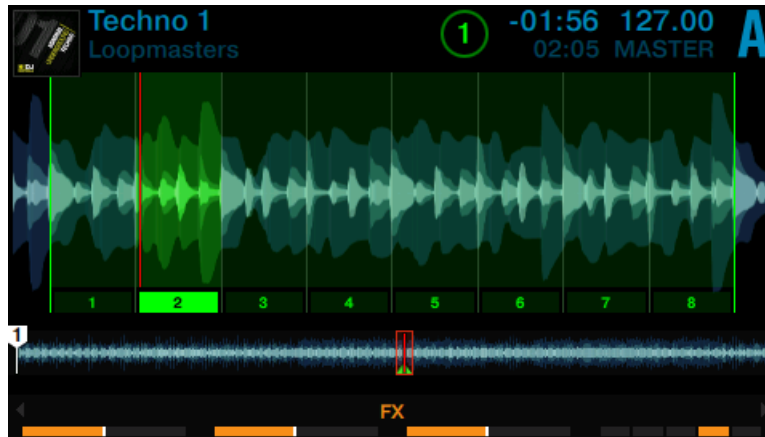 Techno 1
Loopmasters
1
-01:56 127.00
02:05 MASTER
A
1 2 3 4 5 6 7 8
1
FX